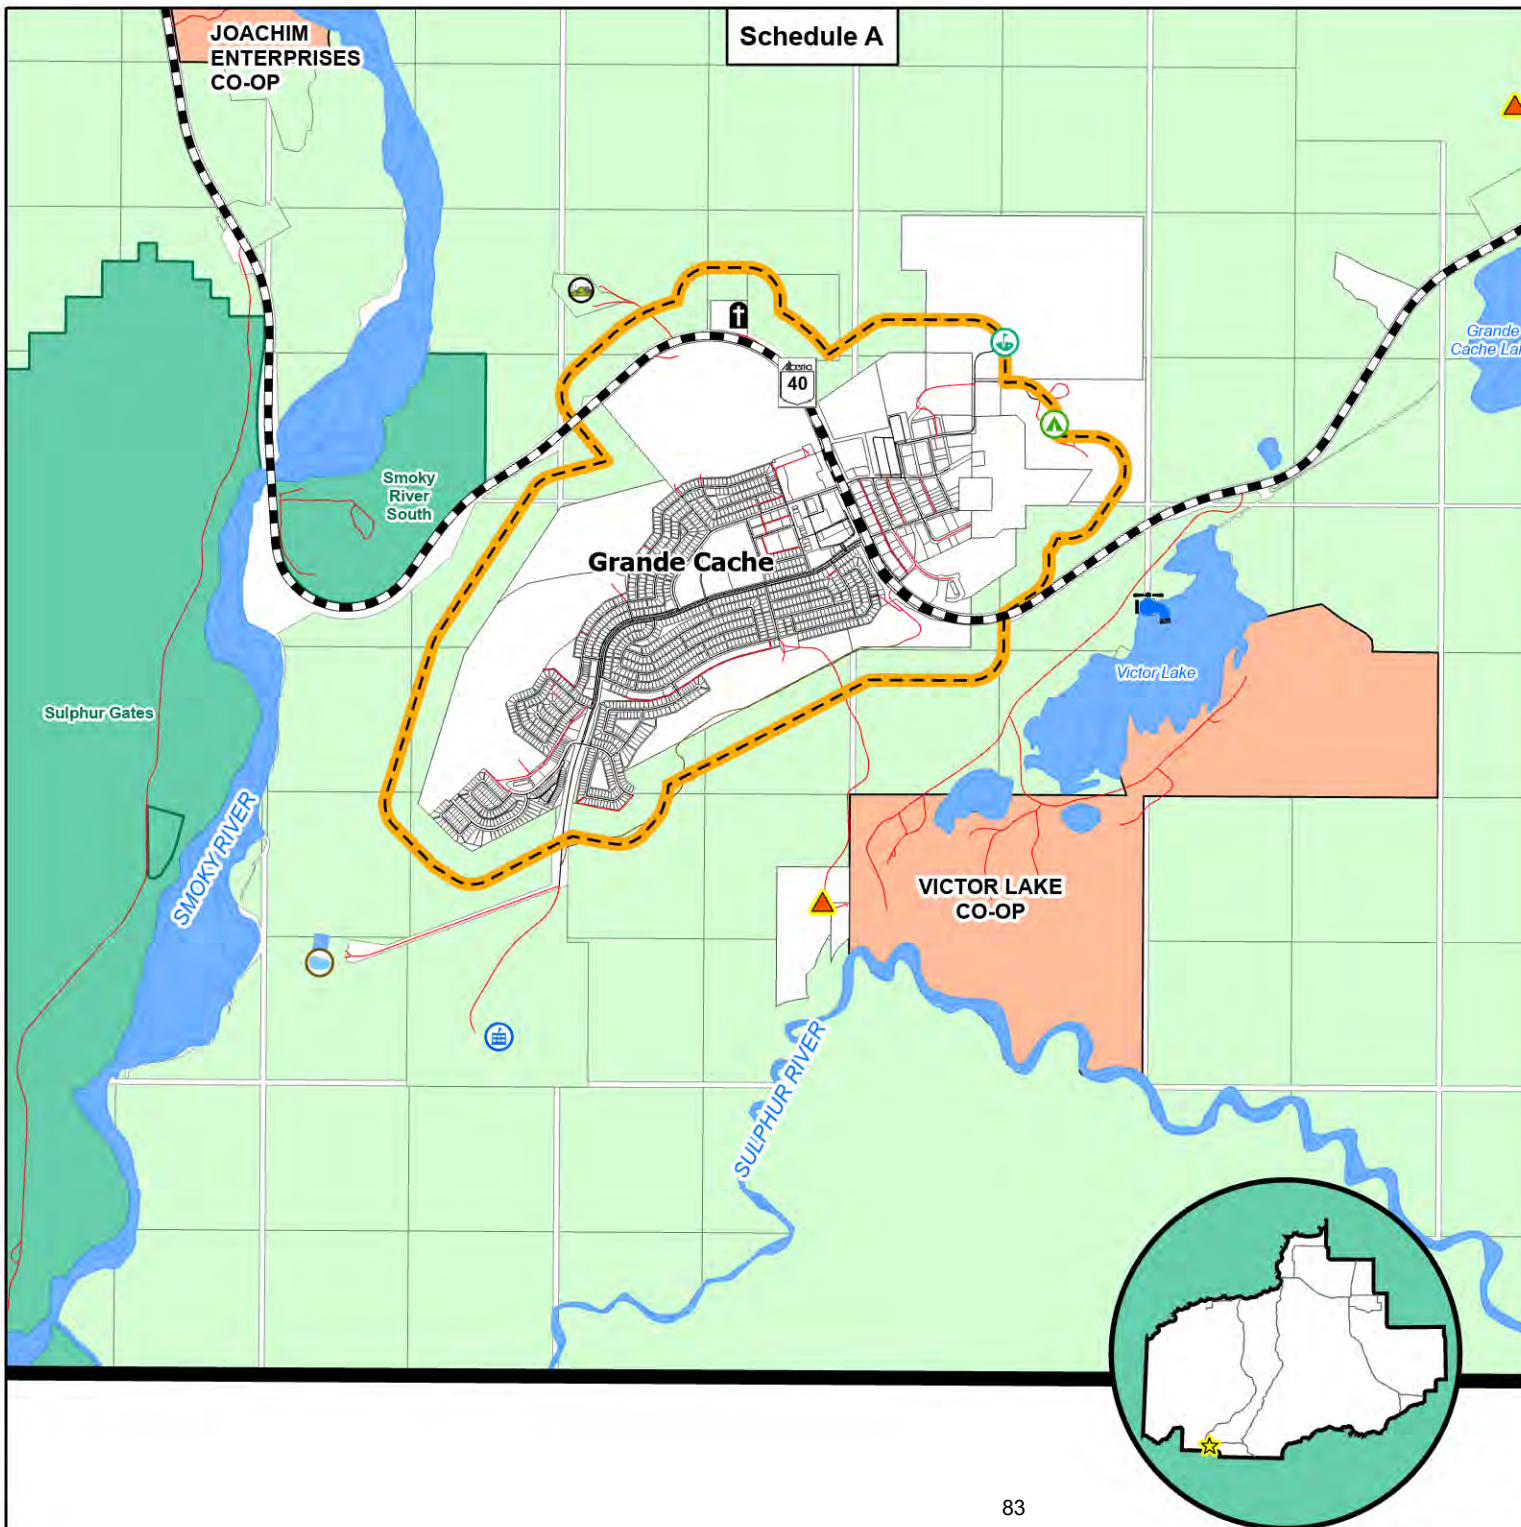 JOACHIM
ENTERPRISES
CO-OP
Schedule A
Grande
Cache
Alberta
40
Smoky
River
South
Grande Cache
Victor Lake
Sulphur Gates
SMOKY RIVER
VICTOR LAKE
CO-OP
SULPHUR RIVER
83